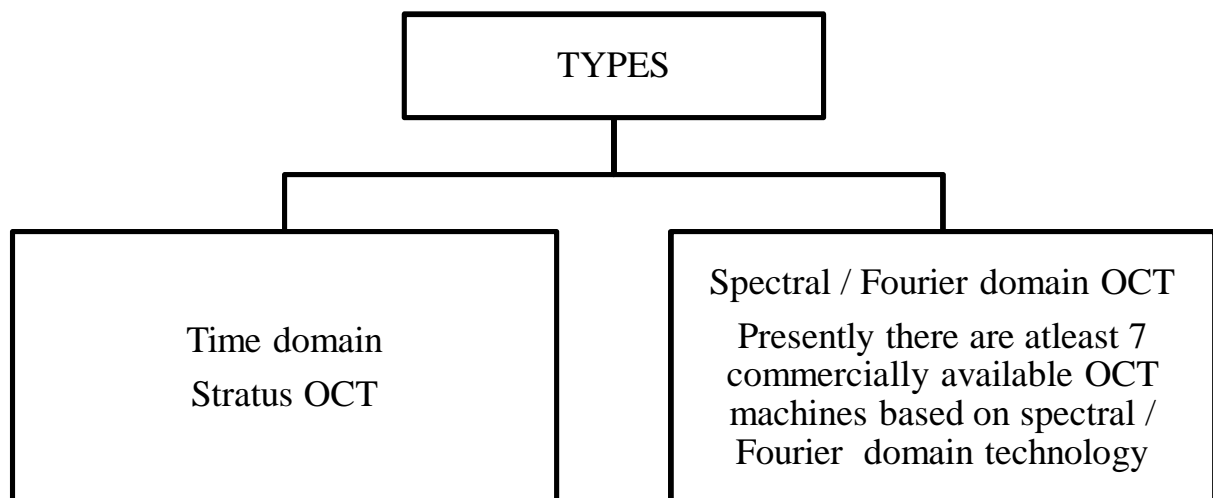 TYPES
Time domain
Stratus OCT
Spectral / Fourier domain OCT
Presently there are atleast 7
commercially available OCT
machines based on spectral /
Fourier domain technology